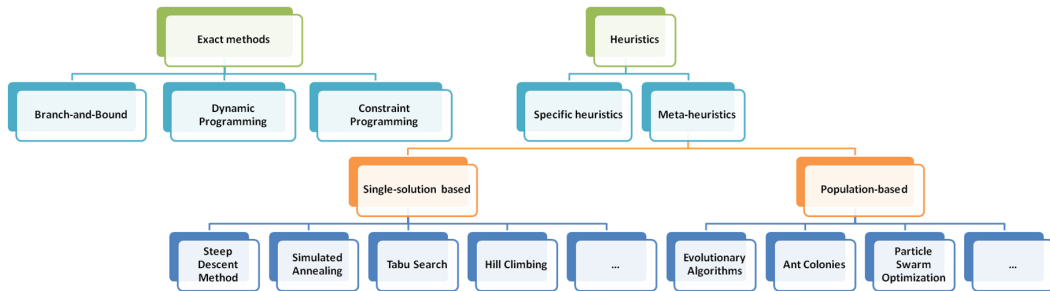 Exact methods
Heuristics
Branch-and-Bound
Dynamic
Programming
Constraint
Programming
Specific heuristics
Meta-heuristics
Single-solution based
Population-based
Steep
Descent
Method
Simulated
Annealing
Tabu Search
Hill Climbing
...
Evolutionary
Algorithms
Ant Colonies
Particle
Swarm
Optimization
...